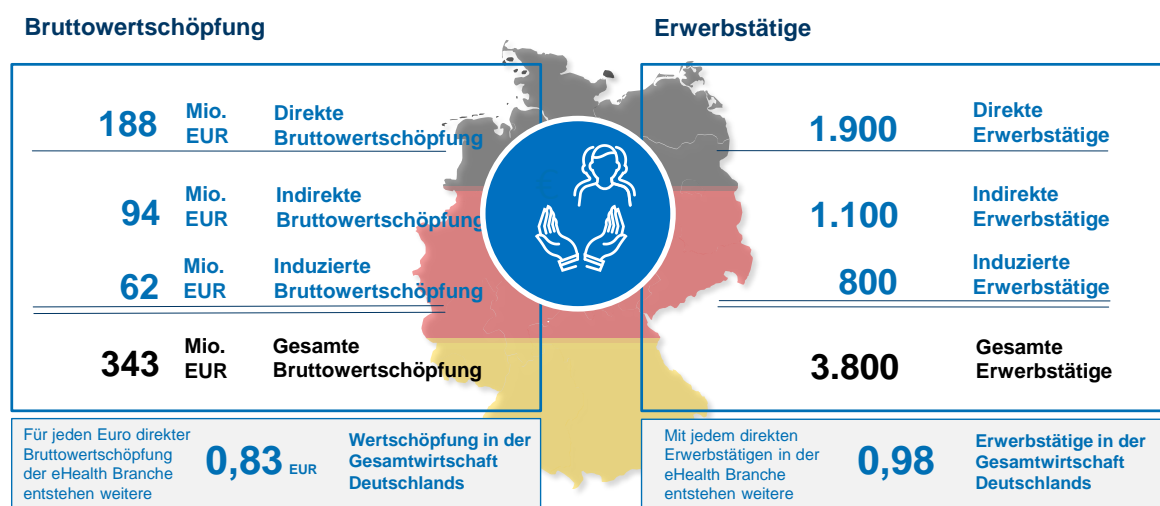 Bruttowertschöpfung
188 Mio. EUR Direkte Bruttowertschöpfung
94 Mio. EUR Indirekte Bruttowertschöpfung
62 Mio. EUR Induzierte Bruttowertschöpfung
343 Mio. EUR Gesamte Bruttowertschöpfung
Für jeden Euro direkter
Bruttowertschöpfung
der eHealth Branche
entstehen weitere
0,83 EUR
Wertschöpfung in der
Gesamtwirtschaft
Deutschlands
Erwerbstätige
1.900 Direkte Erwerbstätige
1.100 Indirekte Erwerbstätige
800 Induzierte Erwerbstätige
3.800 Gesamte Erwerbstätige
Mit jedem direkten
Erwerbstätigen in der
eHealth Branche
entstehen weitere
0,98
Erwerbstätige in der
Gesamtwirtschaft
Deutschlands